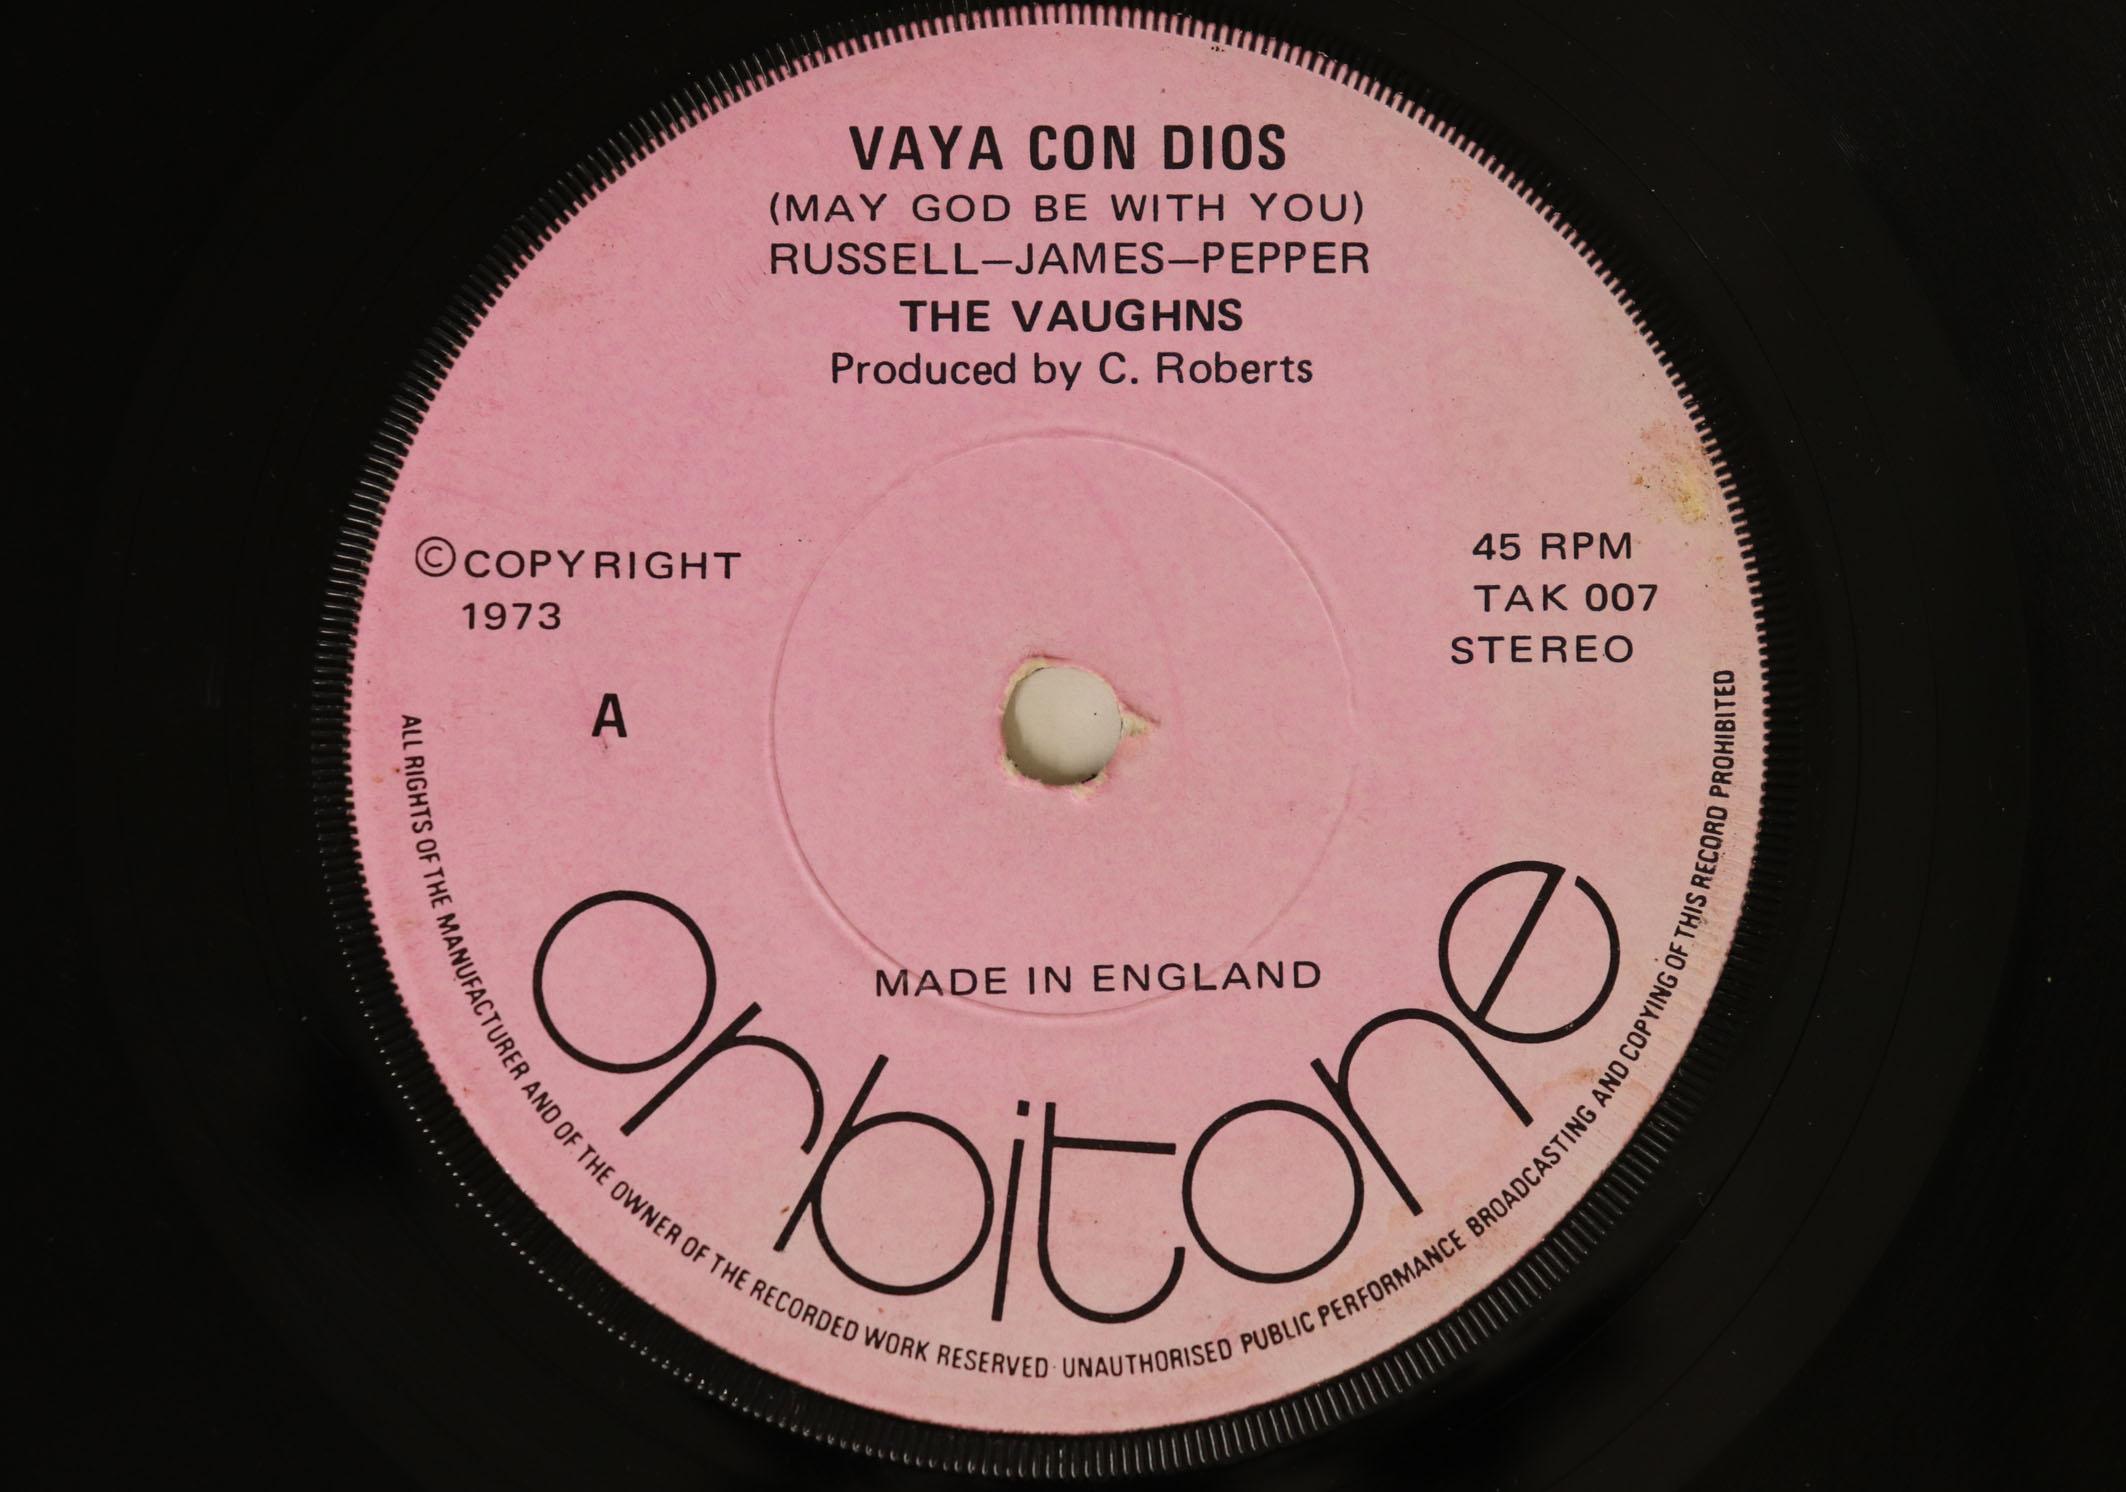 VAYA CON DIOS
(MAY GOD BE WITH YOU)
RUSSELL—JAMES—PEPPER
THE VAUGHNS
Produced by C. Roberts
©COPYRIGHT
1973
A
45 RPM
TAK 007
STEREO
MADE IN ENGLAND
orbitone
ALL RIGHTS OF THE MANUFACTURER AND OF THE OWNER OF THE RECORDED WORK RESERVED · UNAUTHORISED PUBLIC PERFORMANCE BROADCASTING AND COPYING OF THIS RECORD PROHIBITED